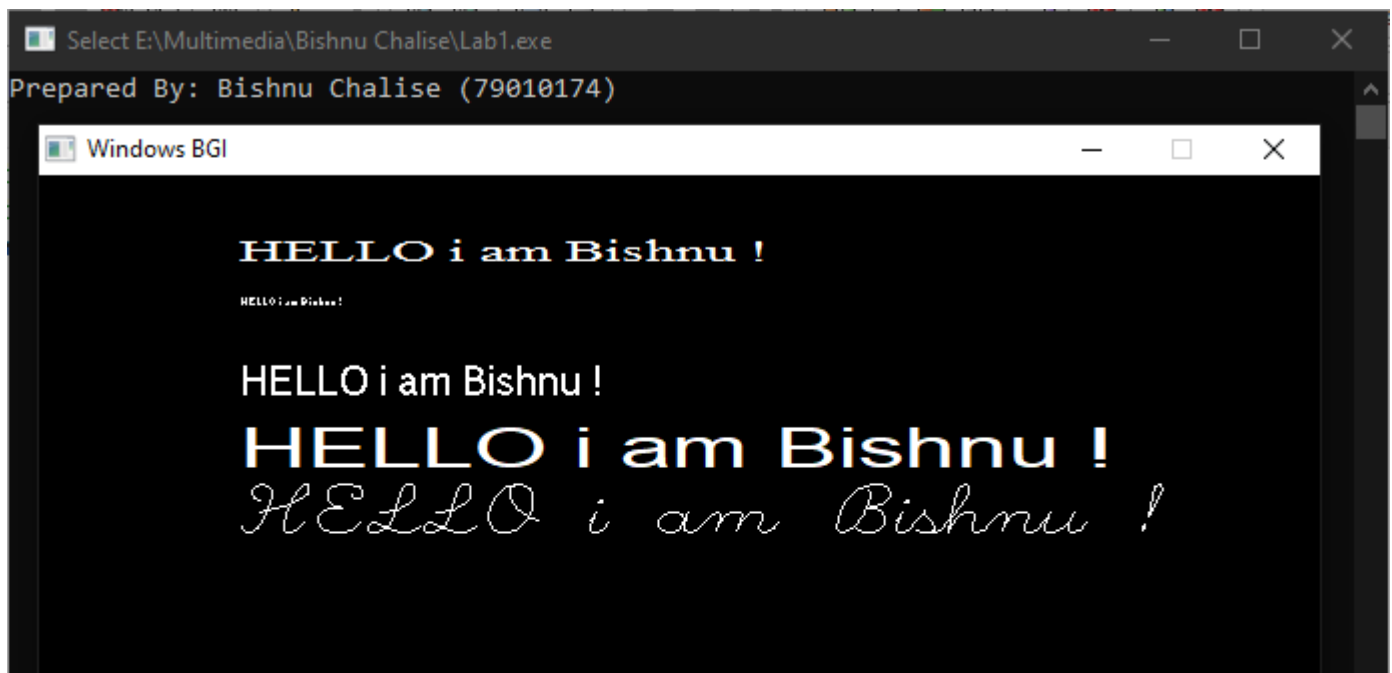 Select E:\Multimedia\Bishnu Chalise\Lab1.exe
Prepared By: Bishnu Chalise (79010174)
Windows BGI
HELLO i am Bishnu !
HELLO i am Bishnu !
HELLO i am Bishnu !
HELLO i am Bishnu !
HELLO i am Bishnu !